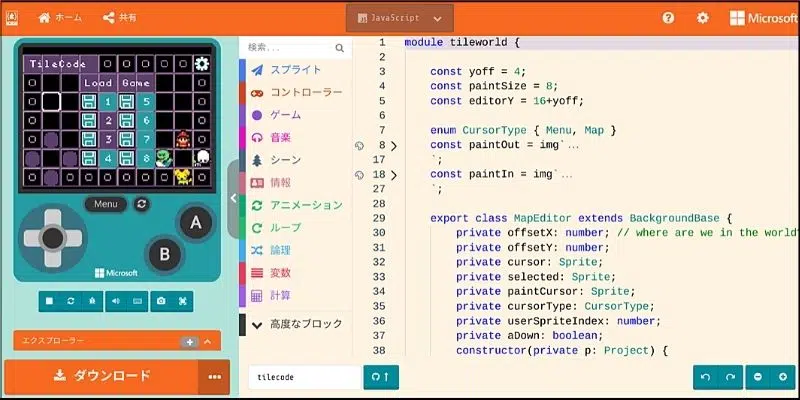 ホーム
共有
JavaScript
Microsoft
TileCode
Load Game
1 5
2 6
3 7
4 8
Menu
A
B
Microsoft
エクスプローラー
ダウンロード
検索...
スプライト
コントローラー
ゲーム
音楽
シーン
情報
アニメーション
ループ
論理
変数
計算
高度なブロック
1 module tileworld {
2
3 const yoff = 4;
4 const paintSize = 8;
5 const editorY = 16+yoff;
6
7 enum CursorType { Menu, Map }
8 const paintOut = img`...
17 `;
18 const paintIn = img`...
27 `;
28
29 export class MapEditor extends BackgroundBase {
30 private offsetX: number; // where are we in the world?
31 private offsetY: number;
32 private cursor: Sprite;
33 private selected: Sprite;
34 private paintCursor: Sprite;
35 private cursorType: CursorType;
36 private userSpriteIndex: number;
37 private aDown: boolean;
38 constructor(private p: Project) {
tilecode